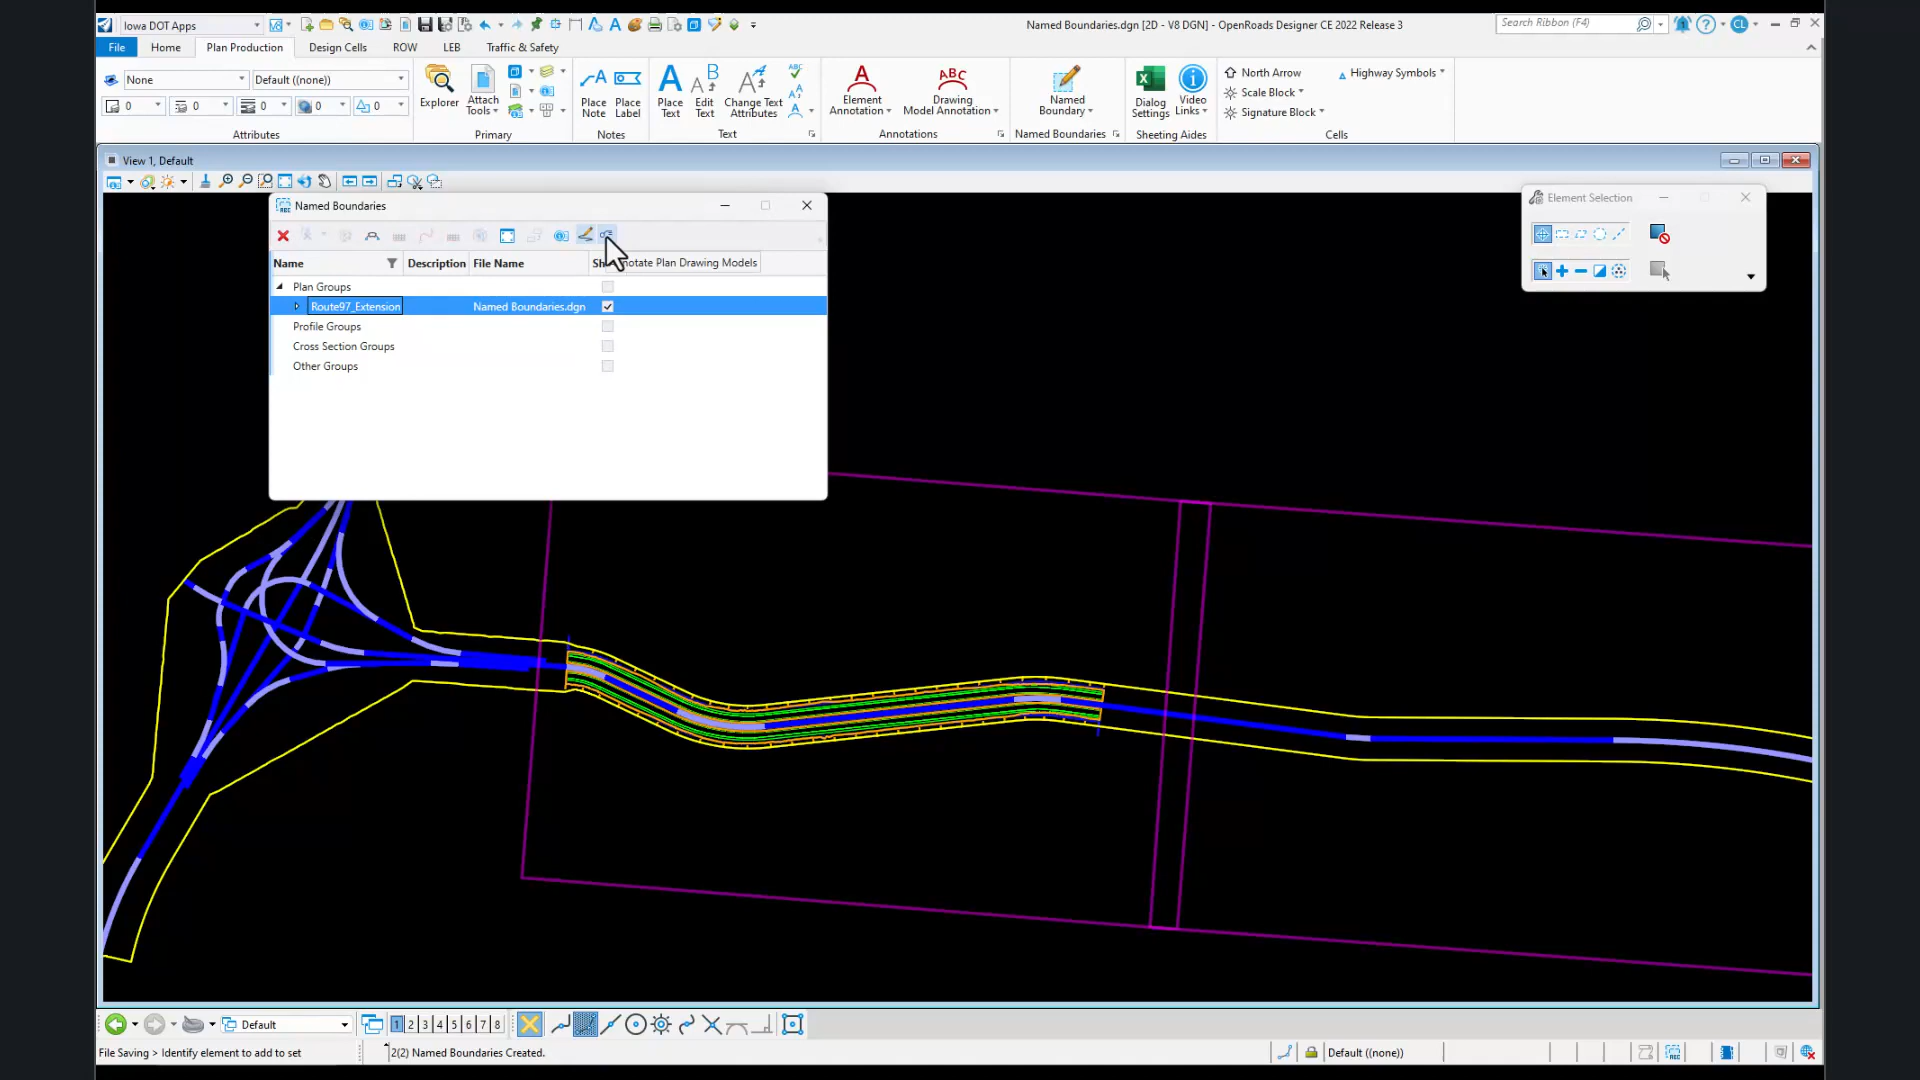 Iowa DOT Apps
Named Boundaries.dgn [2D - V8 DGN] - OpenRoads Designer CE 2022 Release 3
Search Ribbon (F4)
CL
File Home Plan Production Design Cells ROW LEB Traffic & Safety
None
Default ((none))
0 0 0 0 0
Attributes
Explorer
Attach Tools
Primary
Place Note
Place Label
Notes
Place Text
Edit Text
Change Text Attributes
Text
Element Annotation
Drawing Model Annotation
Annotations
Named Boundary
Named Boundaries
Dialog Settings
Video Links
Sheeting Aides
North Arrow
Scale Block
Signature Block
Highway Symbols
Cells
View 1, Default
Named Boundaries
Element Selection
Name Description File Name Sh
notate Plan Drawing Models
Plan Groups
Route97_Extension Named Boundaries.dgn
Profile Groups
Cross Section Groups
Other Groups
Default
1 2 3 4 5 6 7 8
File Saving > Identify element to add to set
2(2) Named Boundaries Created.
Default ((none))